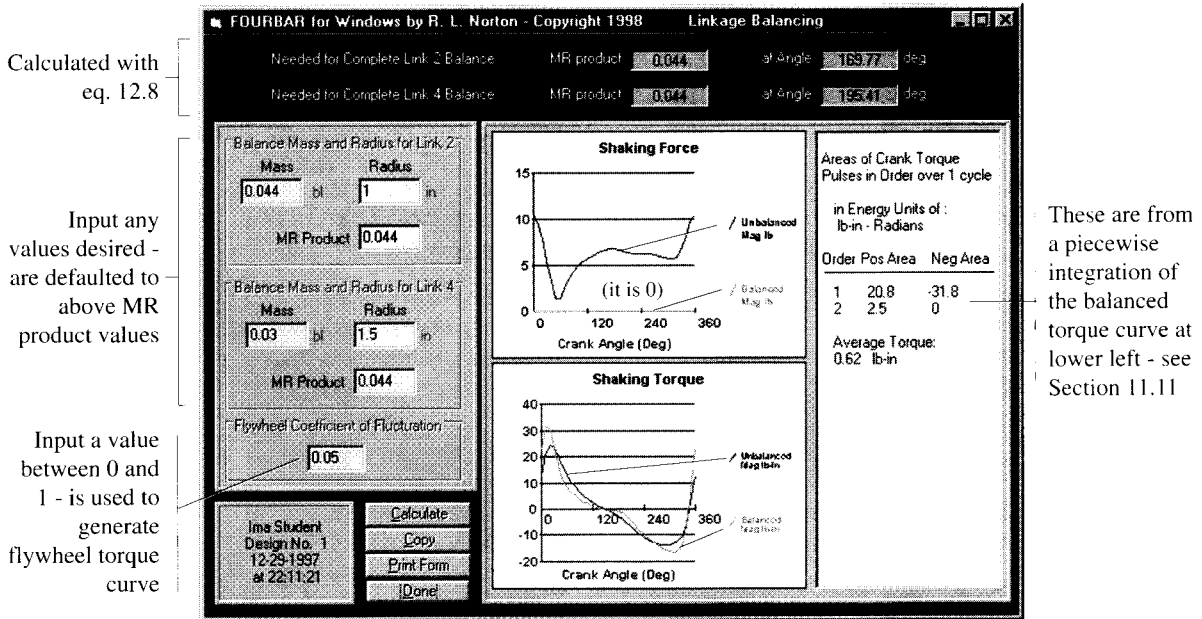 FOURBAR for Windows by R. L. Norton - Copyright 1998 Linkage Balancing
Calculated with
eq. 12.8
Needed for Complete Link 2 Balance MR product 0.044 at Angle 169.77 deg
Needed for Complete Link 4 Balance MR product 0.044 at Angle 195.41 deg
Input any
values desired -
are defaulted to
above MR
product values
Balance Mass and Radius for Link 2
Mass Radius
0.044 bl 1 in
MR Product 0.044
Balance Mass and Radius for Link 4
Mass Radius
0.03 bl 1.5 in
MR Product 0.044
Input a value
between 0 and
1 - is used to
generate
flywheel torque
curve
Flywheel Coefficient of Flucturation
0.05
Ima Student
Design No. 1
12-29-1997
at 22:11:21
Calculate
Copy
Print Form
Done
Shaking Force
15
10
5
0
0 120 240 360
Crank Angle (Deg)
Unbalanced
Mag lb
(it is 0)
Balanced
Mag lb
Shaking Torque
40
30
20
10
0
-10
-20
0 120 240 360
Crank Angle (Deg)
Unbalanced
Mag lb-in
Balanced
Mag lb-in
Areas of Crank Torque
Pulses in Order over 1 cycle
in Energy Units of :
lb-in - Radians
Order Pos Area Neg Area
1 20.8 -31.8
2 2.5 0
Average Torque:
0.62 lb-in
These are from
a piecewise
integration of
the balanced
torque curve at
lower left - see
Section 11.11